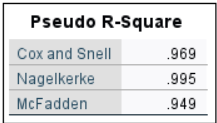 Pseudo R-Square
Cox and Snell .969
Nagelkerke .995
McFadden .949